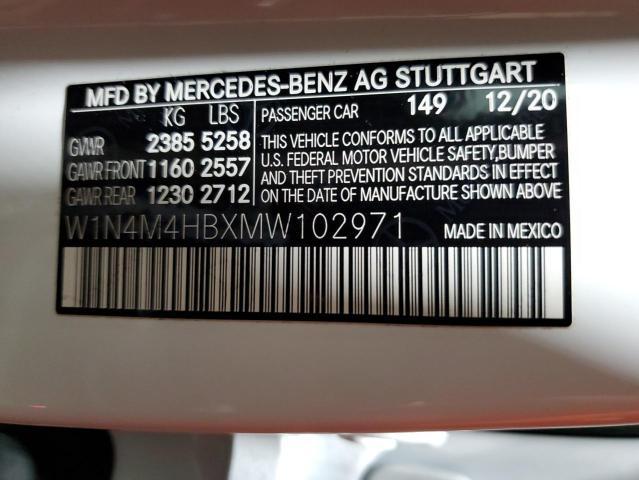 MFD BY MERCEDES-BENZ AG STUTTGART
KG LBS
GVWR 2385 5258
GAWR FRONT 1160 2557
GAWR REAR 1230 2712
PASSENGER CAR 149 12/20
THIS VEHICLE CONFORMS TO ALL APPLICABLE
U.S. FEDERAL MOTOR VEHICLE SAFETY,BUMPER
AND THEFT PREVENTION STANDARDS IN EFFECT
ON THE DATE OF MANUFACTURE SHOWN ABOVE.
W1N4M4HBXMW102971
MADE IN MEXICO